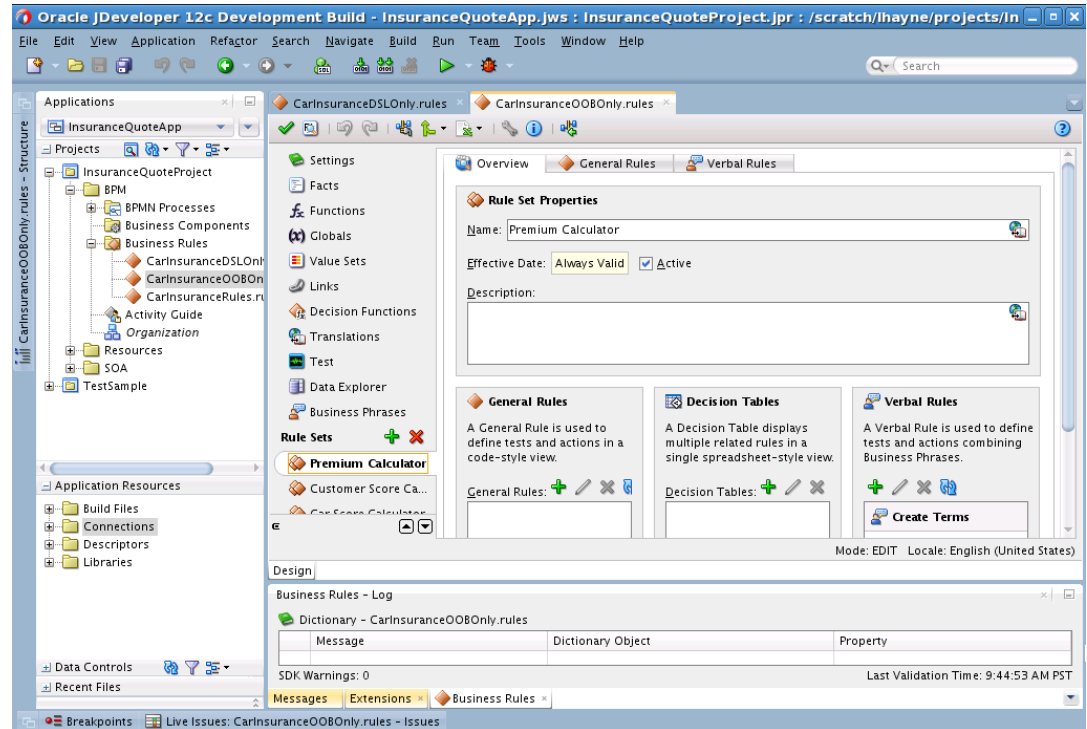 Oracle JDeveloper 12c Development Build - InsuranceQuoteApp.jws : InsuranceQuoteProject.jpr : /scratch/lhayne/projects/In
File Edit View Application Refactor Search Navigate Build Run Team Tools Window Help
Search
Applications
CarInsuranceDSLOnly.rules
CarInsuranceOOBOnly.rules
InsuranceQuoteApp
Projects
InsuranceQuoteProject
BPM
BPMN Processes
Business Components
Business Rules
CarInsuranceDSLOnl
CarInsuranceOOBOn
CarInsuranceRules.ru
Activity Guide
Organization
Resources
SOA
TestSample
CarInsuranceOOBOnly.rules - Structure
Application Resources
Build Files
Connections
Descriptors
Libraries
Data Controls
Recent Files
Settings
Facts
Functions
Globals
Value Sets
Links
Decision Functions
Translations
Test
Data Explorer
Business Phrases
Rule Sets
Premium Calculator
Customer Score Ca...
Car Score Calculator
Overview General Rules Verbal Rules
Rule Set Properties
Name: Premium Calculator
Effective Date: Always Valid Active
Description:
General Rules
A General Rule is used to
define tests and actions in a
code-style view.
General Rules:
Decision Tables
A Decision Table displays
multiple related rules in a
single spreadsheet-style view.
Decision Tables:
Verbal Rules
A Verbal Rule is used to define
tests and actions combining
Business Phrases.
Create Terms
Mode: EDIT Locale: English (United States)
Design
Business Rules - Log
Dictionary - CarInsuranceOOBOnly.rules
Message Dictionary Object Property
SDK Warnings: 0 Last Validation Time: 9:44:53 AM PST
Messages Extensions Business Rules
Breakpoints Live Issues: CarInsuranceOOBOnly.rules - Issues